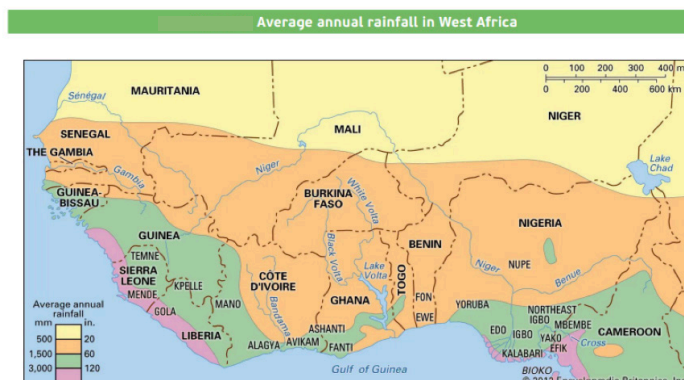 Average annual rainfall in West Africa
0 100 200 300 400 m
0 200 400 600 km
MAURITANIA
Sénégal
NIGER
MALI
SENEGAL
THE GAMBIA
Gambia
Niger
Lake
Chad
GUINEA-
BISSAU
BURKINA
FASO
White Volta
GUINEA
NIGERIA
BENIN
Black Volta
TEMNE
SIERRA
LEONE
MENDE
KPELLE
GOLA
MANO
CÔTE
D'IVOIRE
Bandama
Lake
Volta
GHANA
TOGO
FON
EWE
Niger
NUPE
Benue
YORUBA
LIBERIA
ALAGYA
AVIKAM
ASHANTI
FANTI
EDO
IGBO
NORTHEAST
IGBO
MBEMBE
YAKO
EFIK
Cross
KALABARI
CAMEROON
BIOKO
Gulf of Guinea
Average annual
rainfall
mm in.
500 20
1,500 60
3,000 120
© 2012 Encyclopædia Britannica, Inc.